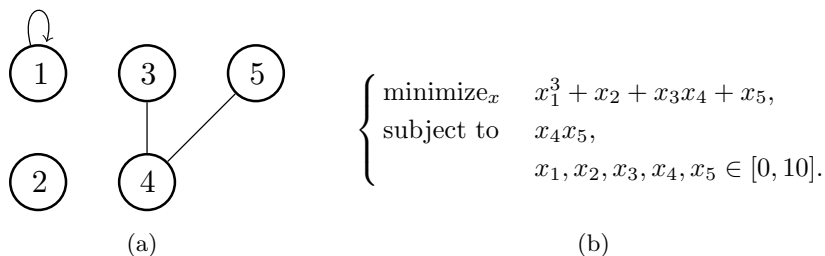 1 3 5
2 4
(a)
minimize_x x_1^3 + x_2 + x_3x_4 + x_5,
subject to x_4x_5,
x_1, x_2, x_3, x_4, x_5 ∈ [0, 10].
(b)